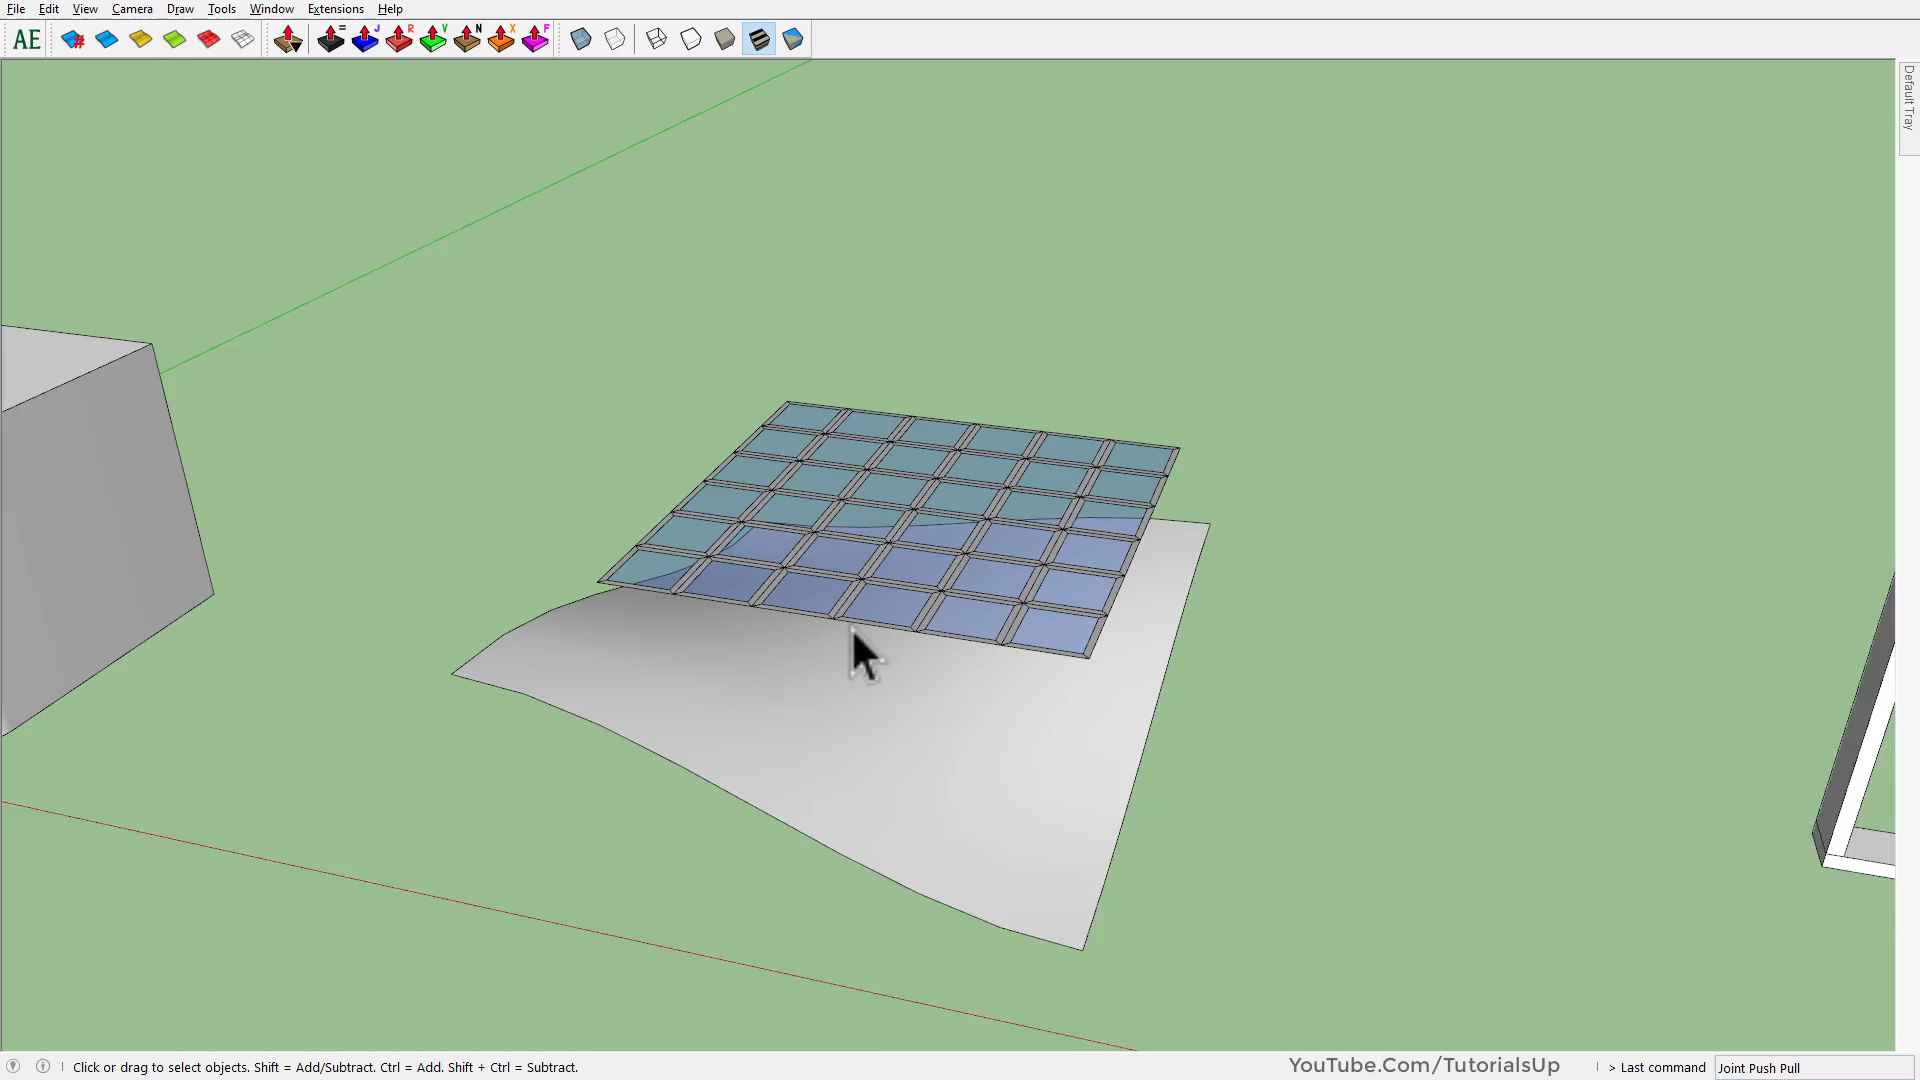 File Edit View Camera Draw Tools Window Extensions Help
AE
= J R V N X F
Default Tray
Click or drag to select objects. Shift = Add/Subtract. Ctrl = Add. Shift + Ctrl = Subtract.
YouTube.Com/TutorialsUp
> Last command Joint Push Pull